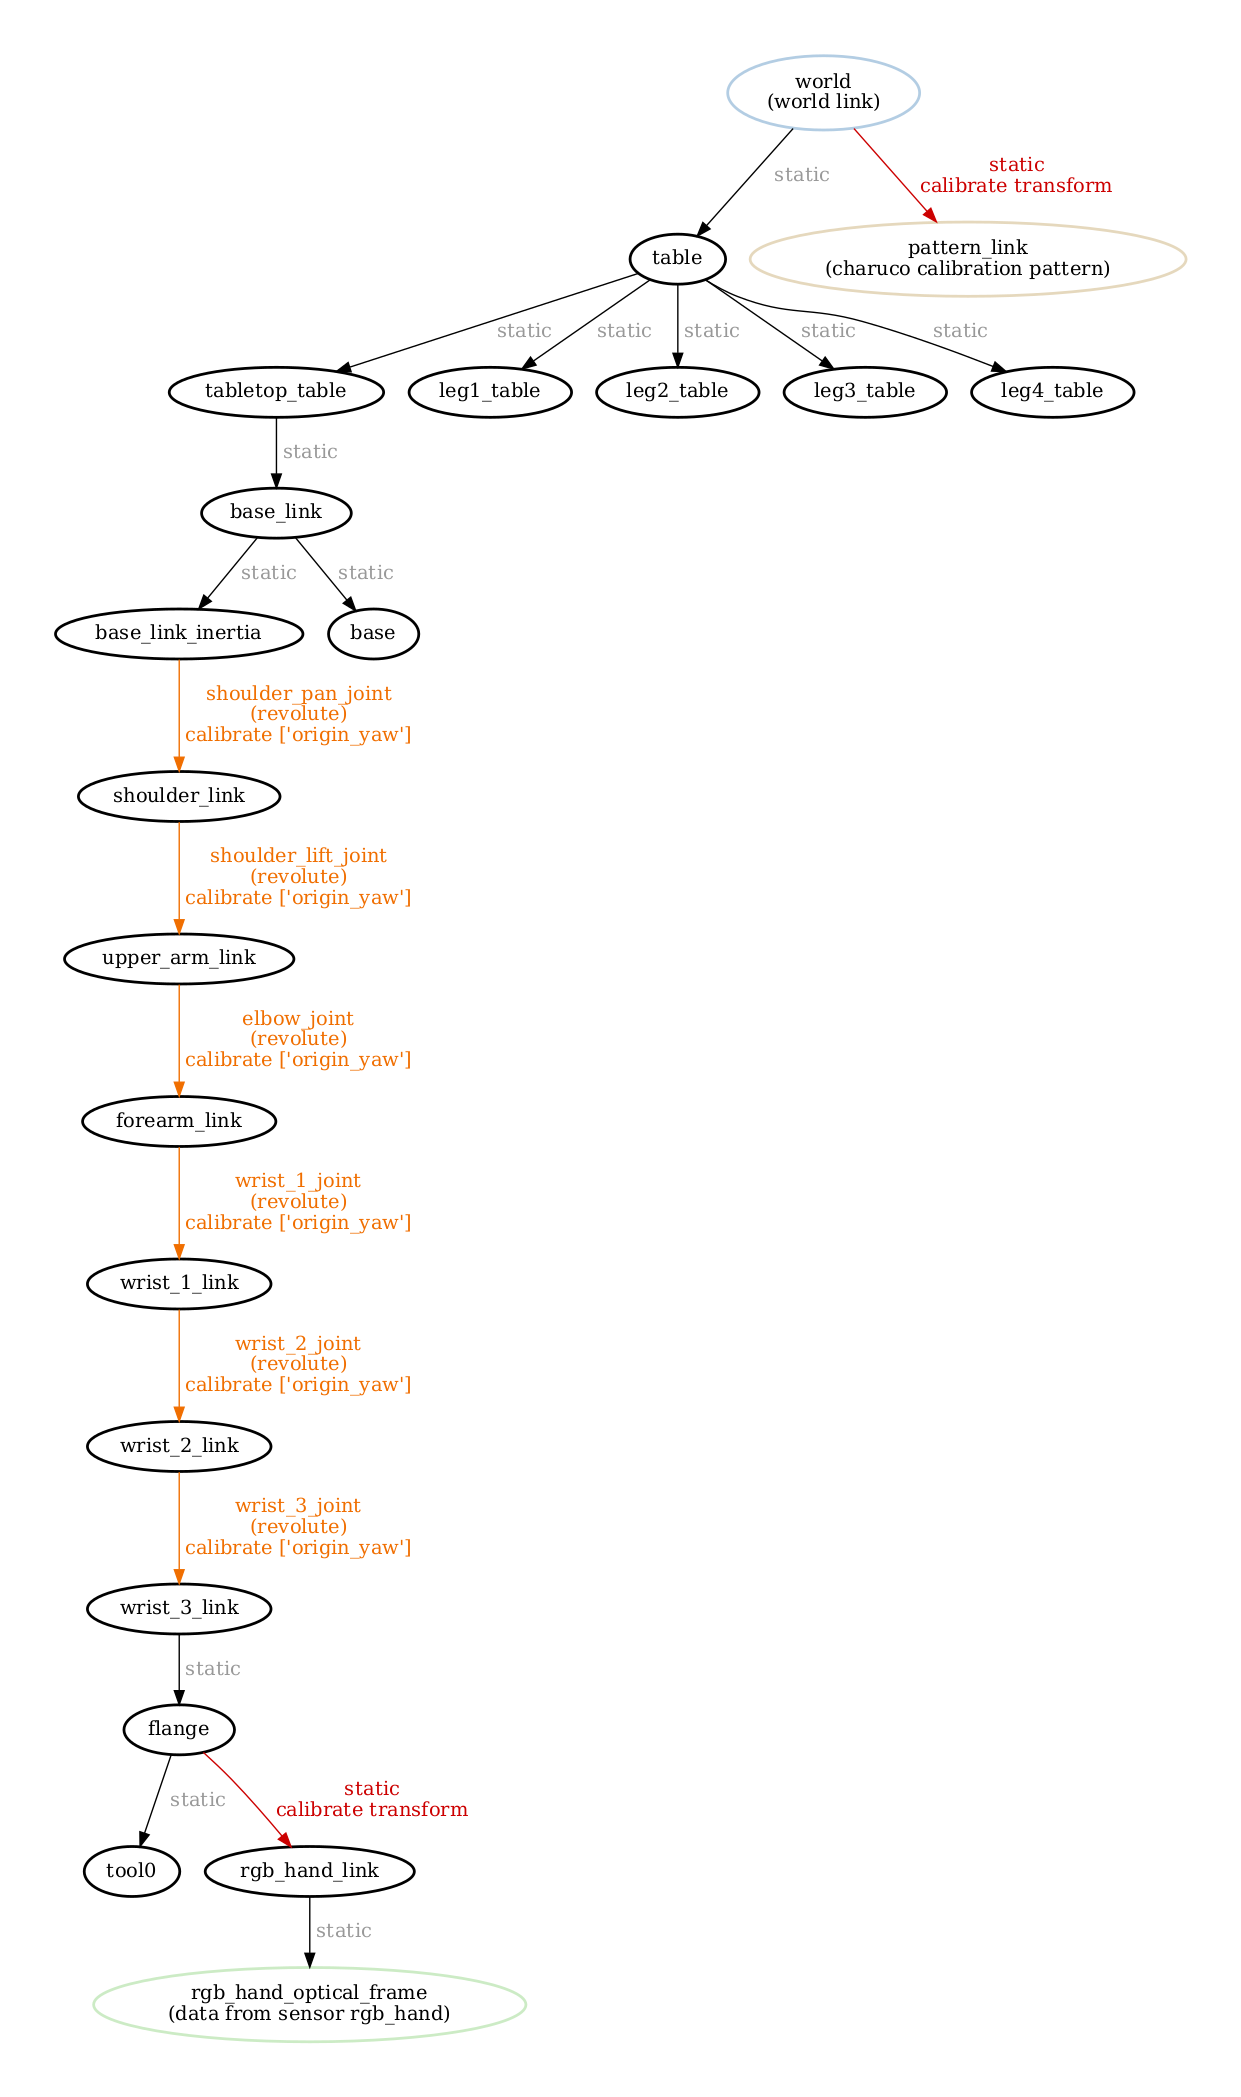 world
(world link)
static
static
calibrate transform
table
pattern_link
(charuco calibration pattern)
static
static
static
static
static
tabletop_table
leg1_table
leg2_table
leg3_table
leg4_table
static
base_link
static
static
base_link_inertia
base
shoulder_pan_joint
(revolute)
calibrate ['origin_yaw']
shoulder_link
shoulder_lift_joint
(revolute)
calibrate ['origin_yaw']
upper_arm_link
elbow_joint
(revolute)
calibrate ['origin_yaw']
forearm_link
wrist_1_joint
(revolute)
calibrate ['origin_yaw']
wrist_1_link
wrist_2_joint
(revolute)
calibrate ['origin_yaw']
wrist_2_link
wrist_3_joint
(revolute)
calibrate ['origin_yaw']
wrist_3_link
static
flange
static
static
calibrate transform
tool0
rgb_hand_link
static
rgb_hand_optical_frame
(data from sensor rgb_hand)